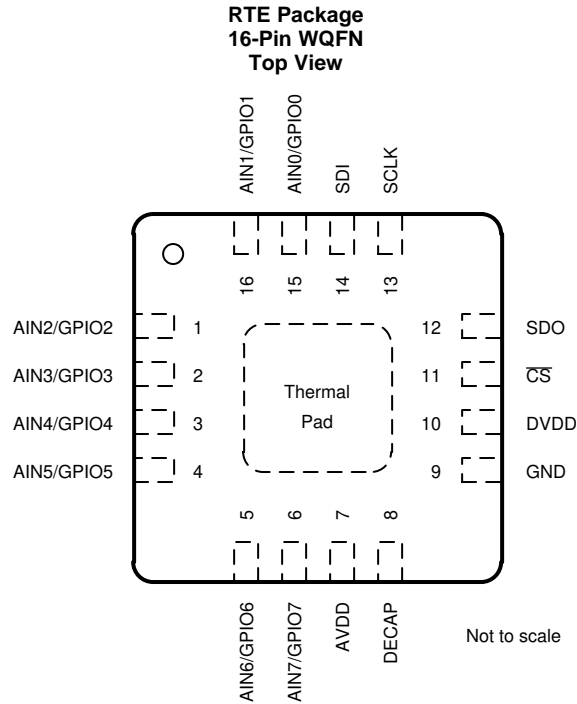 RTE Package
16-Pin WQFN
Top View
AIN1/GPIO1
AIN0/GPIO0
SDI
SCLK
16
15
14
13
AIN2/GPIO2 1
12 SDO
AIN3/GPIO3 2
11 C̅S̅
AIN4/GPIO4 3
10 DVDD
AIN5/GPIO5 4
9 GND
Thermal
Pad
5
6
7
8
AIN6/GPIO6
AIN7/GPIO7
AVDD
DECAP
Not to scale